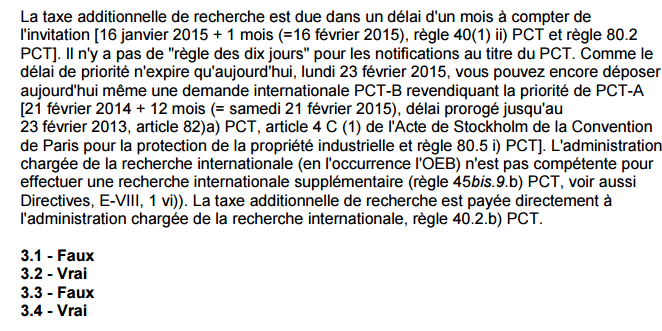 La taxe additionnelle de recherche est due dans un délai d'un mois à compter de
l'invitation [16 janvier 2015 + 1 mois (=16 février 2015), règle 40(1) ii) PCT et règle 80.2
PCT]. Il n'y a pas de "règle des dix jours" pour les notifications au titre du PCT. Comme le
délai de priorité n'expire qu'aujourd'hui, lundi 23 février 2015, vous pouvez encore déposer
aujourd'hui même une demande internationale PCT-B revendiquant la priorité de PCT-A
[21 février 2014 + 12 mois (= samedi 21 février 2015), délai prorogé jusqu'au
23 février 2013, article 82)a) PCT, article 4 C (1) de l'Acte de Stockholm de la Convention
de Paris pour la protection de la propriété industrielle et règle 80.5 i) PCT]. L'administration
chargée de la recherche internationale (en l'occurrence l'OEB) n'est pas compétente pour
effectuer une recherche internationale supplémentaire (règle 45bis.9.b) PCT, voir aussi
Directives, E-VIII, 1 vi)). La taxe additionnelle de recherche est payée directement à
l'administration chargée de la recherche internationale, règle 40.2.b) PCT.
3.1 - Faux
3.2 - Vrai
3.3 - Faux
3.4 - Vrai